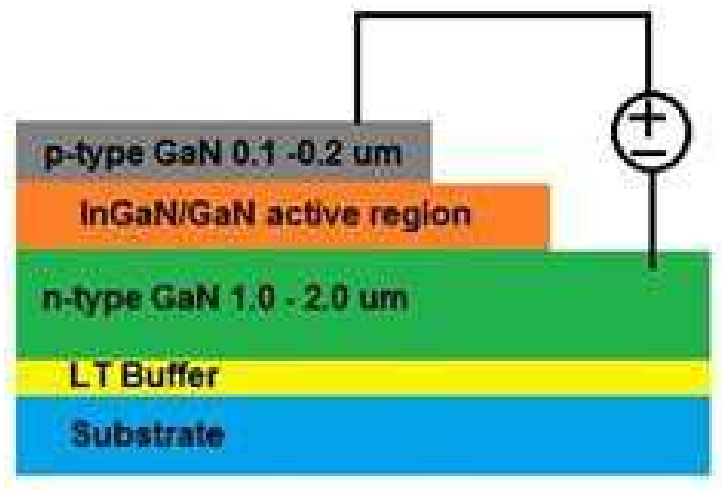 +
−
p-type GaN 0.1 -0.2 um
InGaN/GaN active region
n-type GaN 1.0 - 2.0 um
LT Buffer
Substrate